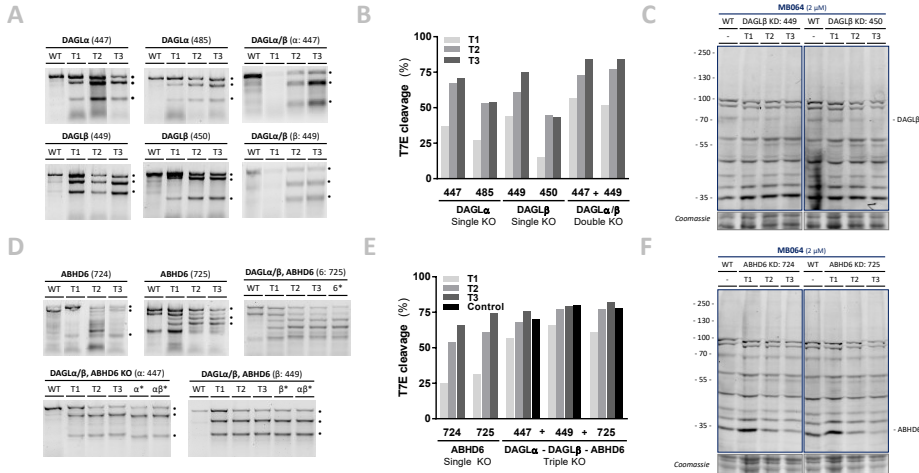 A
DAGLα (447)
WT T1 T2 T3
DAGLα (485)
WT T1 T2 T3
DAGLα/β (α: 447)
WT T1 T2 T3
DAGLβ (449)
WT T1 T2 T3
DAGLβ (450)
WT T1 T2 T3
DAGLα/β (β: 449)
WT T1 T2 T3
B
T7E cleavage (%)
100
75
50
25
0
T1
T2
T3
447 485 449 450 447 + 449
DAGLα DAGLβ DAGLα/β
Single KO Single KO Double KO
C
MB064 (2 μM)
WT DAGLβ KD: 449 WT DAGLβ KD: 450
- T1 T2 T3 - T1 T2 T3
- 250
- 130
- 100
- 70
- 55
- 35
- DAGLβ
Coomassie
D
ABHD6 (724)
WT T1 T2 T3
ABHD6 (725)
WT T1 T2 T3
DAGLα/β, ABHD6 (6: 725)
WT T1 T2 T3 6*
DAGLα/β, ABHD6 KO (α: 447)
WT T1 T2 T3 α* αβ*
DAGLα/β, ABHD6 (β: 449)
WT T1 T2 T3 β* αβ*
E
T7E cleavage (%)
100
75
50
25
0
T1
T2
T3
Control
724 725 447 + 449 + 725
ABHD6 DAGLα - DAGLβ - ABHD6
Single KO Triple KO
F
MB064 (2 μM)
WT ABHD6 KD: 724 WT ABHD6 KD: 725
- T1 T2 T3 - T1 T2 T3
- 250
- 130
- 100
- 70
- 55
- 35
- ABHD6
Coomassie